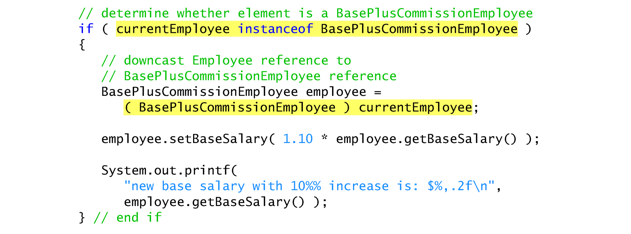 // determine whether element is a BasePlusCommissionEmployee
if ( currentEmployee instanceof BasePlusCommissionEmployee )
{
// downcast Employee reference to
// BasePlusCommissionEmployee reference
BasePlusCommissionEmployee employee =
( BasePlusCommissionEmployee ) currentEmployee;
employee.setBaseSalary( 1.10 * employee.getBaseSalary() );
System.out.printf(
"new base salary with 10%% increase is: $%,.2f\n",
employee.getBaseSalary() );
} // end if